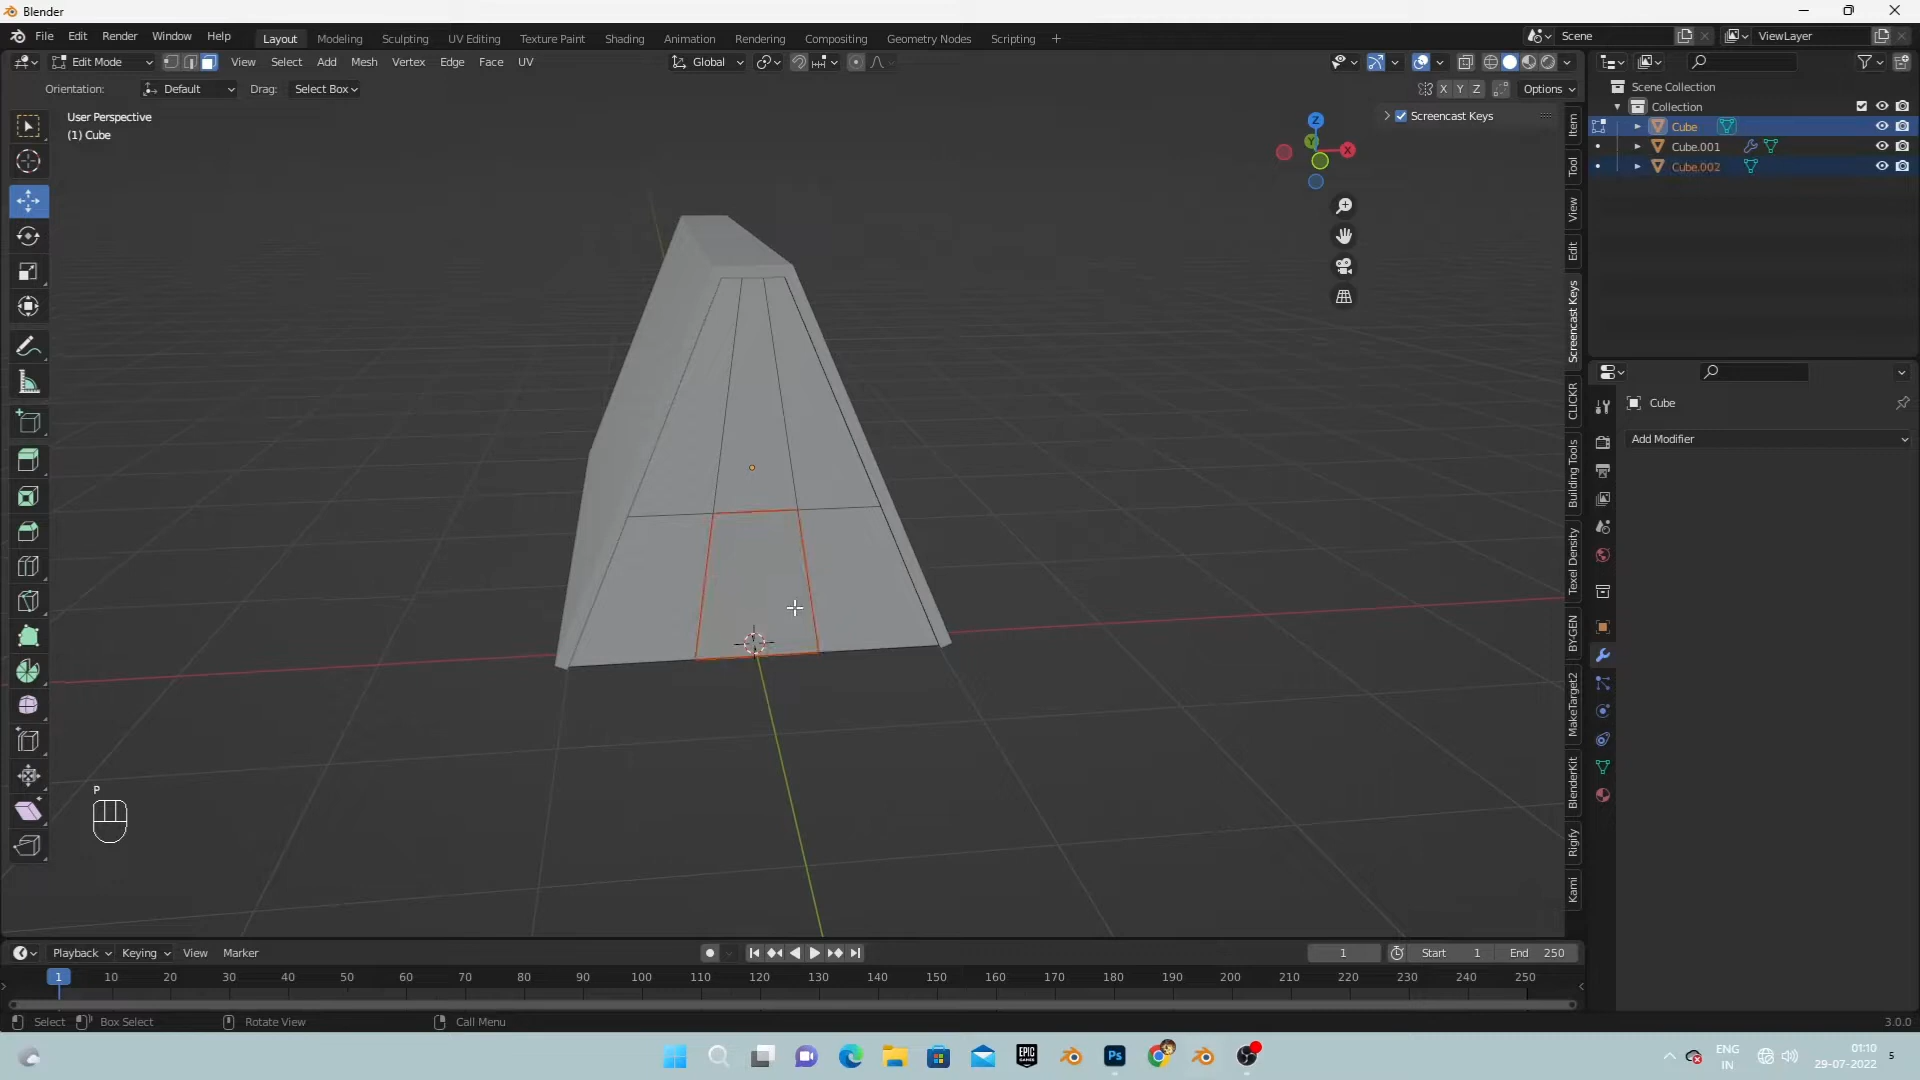 Blender
File Edit Render Window Help
Layout Modeling Sculpting UV Editing Texture Paint Shading Animation Rendering Compositing Geometry Nodes Scripting +
Scene
ViewLayer
Edit Mode
View Select Add Mesh Vertex Edge Face UV
Global
Orientation: Default Drag: Select Box
X Y Z
Options
User Perspective
(1) Cube
Screencast Keys
Z
Y
X
Item
Tool
View
Edit
Screencast Keys
CLICKR
Building Tools
Texel Density
BY-GEN
MakeTarget2
BlenderKit
Rigify
Kami
Scene Collection
Collection
Cube
Cube.001
Cube.002
Cube
Add Modifier
P
Playback Keying View Marker
1
Start 1
End 250
1 10 20 30 40 50 60 70 80 90 100 110 120 130 140 150 160 170 180 190 200 210 220 230 240 250
Select Box Select Rotate View Call Menu
3.0.0
EPIC
GAMES
Ps
ENG
IN
01:10
29-07-2022
5